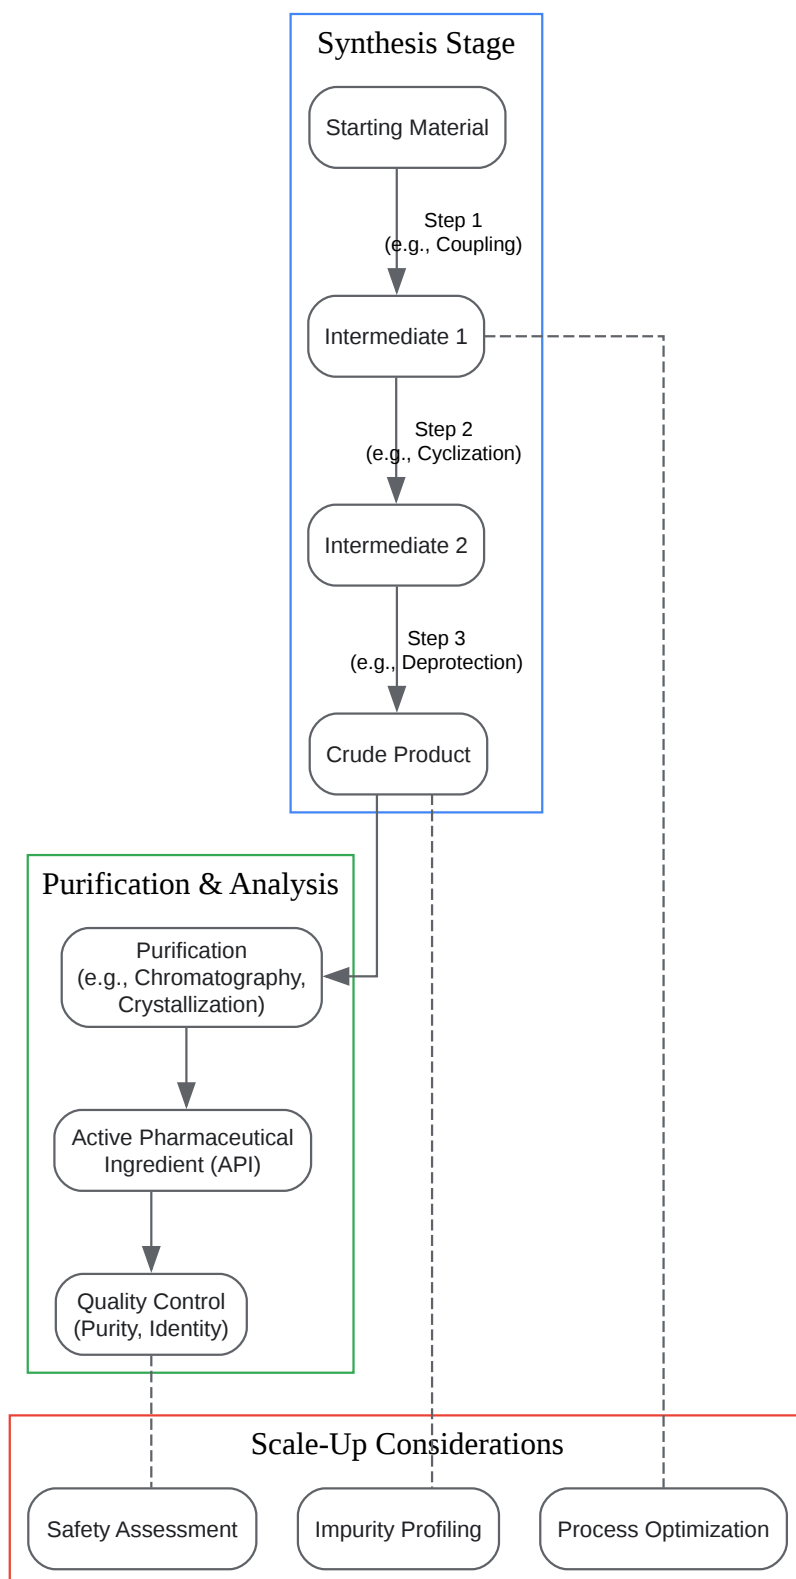 Synthesis Stage
Starting Material
Step 1
(e.g., Coupling)
Intermediate 1
Step 2
(e.g., Cyclization)
Intermediate 2
Step 3
(e.g., Deprotection)
Crude Product
Purification & Analysis
Purification
(e.g., Chromatography,
Crystallization)
Active Pharmaceutical
Ingredient (API)
Quality Control
(Purity, Identity)
Scale-Up Considerations
Safety Assessment
Impurity Profiling
Process Optimization